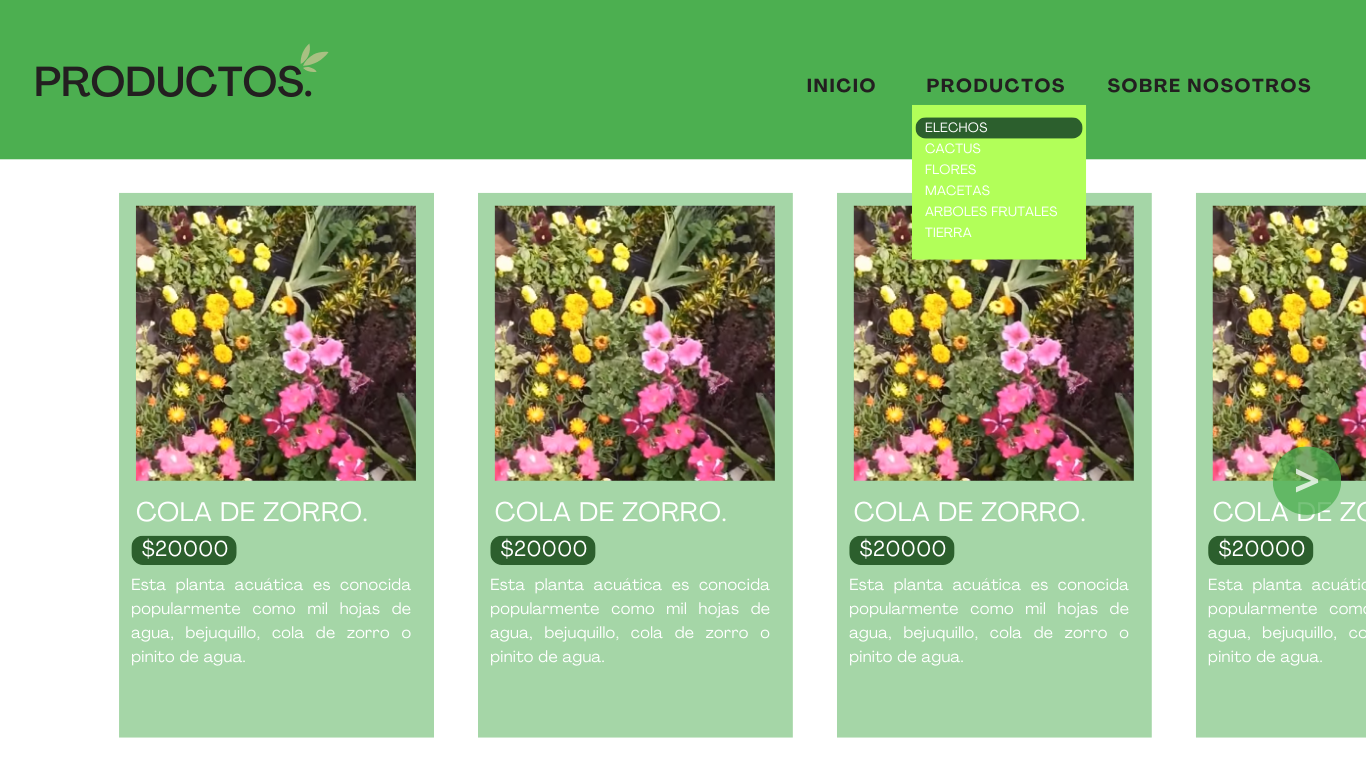 PRODUCTOS.
INICIO PRODUCTOS SOBRE NOSOTROS
ELECHOS
CACTUS
FLORES
MACETAS
ARBOLES FRUTALES
TIERRA
COLA DE ZORRO.
$20000
Esta planta acuática es conocida
popularmente como mil hojas de
agua, bejuquillo, cola de zorro o
pinito de agua.
COLA DE ZORRO.
$20000
Esta planta acuática es conocida
popularmente como mil hojas de
agua, bejuquillo, cola de zorro o
pinito de agua.
COLA DE ZORRO.
$20000
Esta planta acuática es conocida
popularmente como mil hojas de
agua, bejuquillo, cola de zorro o
pinito de agua.
>
COLA DE ZO
$20000
Esta planta acuátic
popularmente com
agua, bejuquillo, co
pinito de agua.